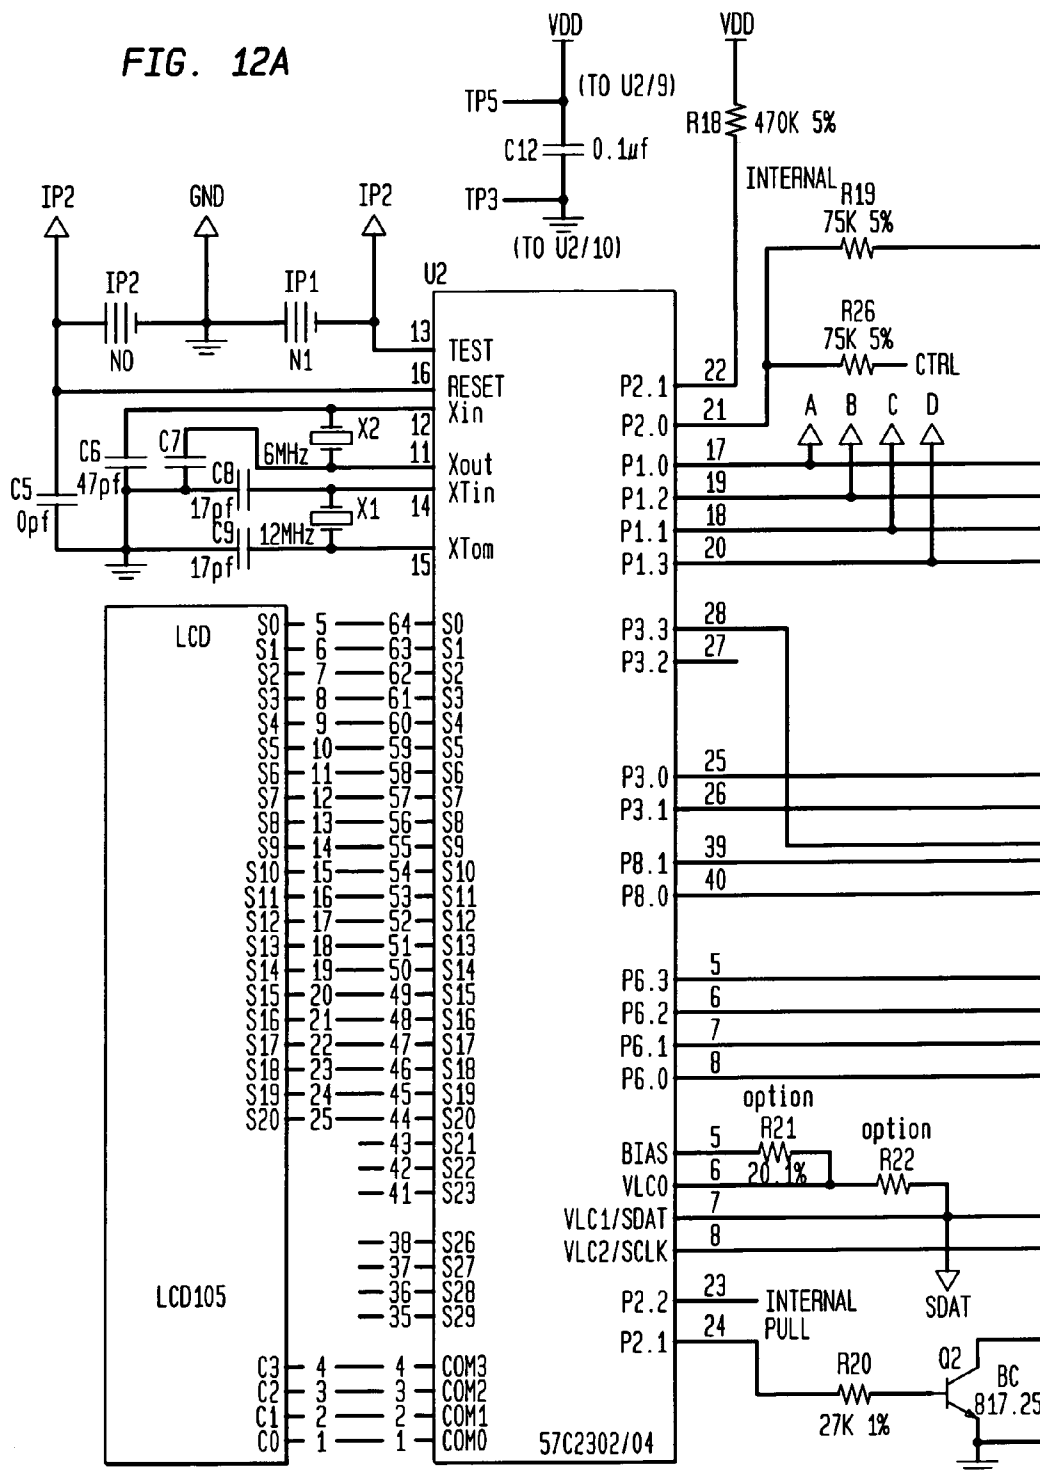 FIG. 12A
VDD
VDD
(TO U2/9)
TP5
R18 470K 5%
C12 0.1µf
INTERNAL
TP3
(TO U2/10)
R19
75K 5%
IP2
GND
IP2
U2
IP2
IP1
N0
N1
R26
75K 5%
CTRL
13 TEST
16 RESET
12 Xin
11 Xout
14 XTin
15 XTom
X2
6MHz
X1
12MHz
C5
0pf
C6
47pf
C7
C8
17pf
C9
17pf
P2.1 22
P2.0 21
A B C D
P1.0 17
P1.2 19
P1.1 18
P1.3 20
P3.3 28
P3.2 27
P3.0 25
P3.1 26
P8.1 39
P8.0 40
P6.3 5
P6.2 6
P6.1 7
P6.0 8
option
R21
20.1%
option
R22
BIAS 5
VLC0 6
VLC1/SDAT 7
VLC2/SCLK 8
SDAT
P2.2 23 INTERNAL
PULL
P2.1 24
R20
27K 1%
Q2
BC
817.25
57C2302/04
LCD
S0 5 64 S0
S1 6 63 S1
S2 7 62 S2
S3 8 61 S3
S4 9 60 S4
S5 10 59 S5
S6 11 58 S6
S7 12 57 S7
S8 13 56 S8
S9 14 55 S9
S10 15 54 S10
S11 16 53 S11
S12 17 52 S12
S13 18 51 S13
S14 19 50 S14
S15 20 49 S15
S16 21 48 S16
S17 22 47 S17
S18 23 46 S18
S19 24 45 S19
S20 25 44 S20
43 S21
42 S22
41 S23
38 S26
37 S27
36 S28
35 S29
LCD105
C3 4 4 COM3
C2 3 3 COM2
C1 2 2 COM1
C0 1 1 COM0